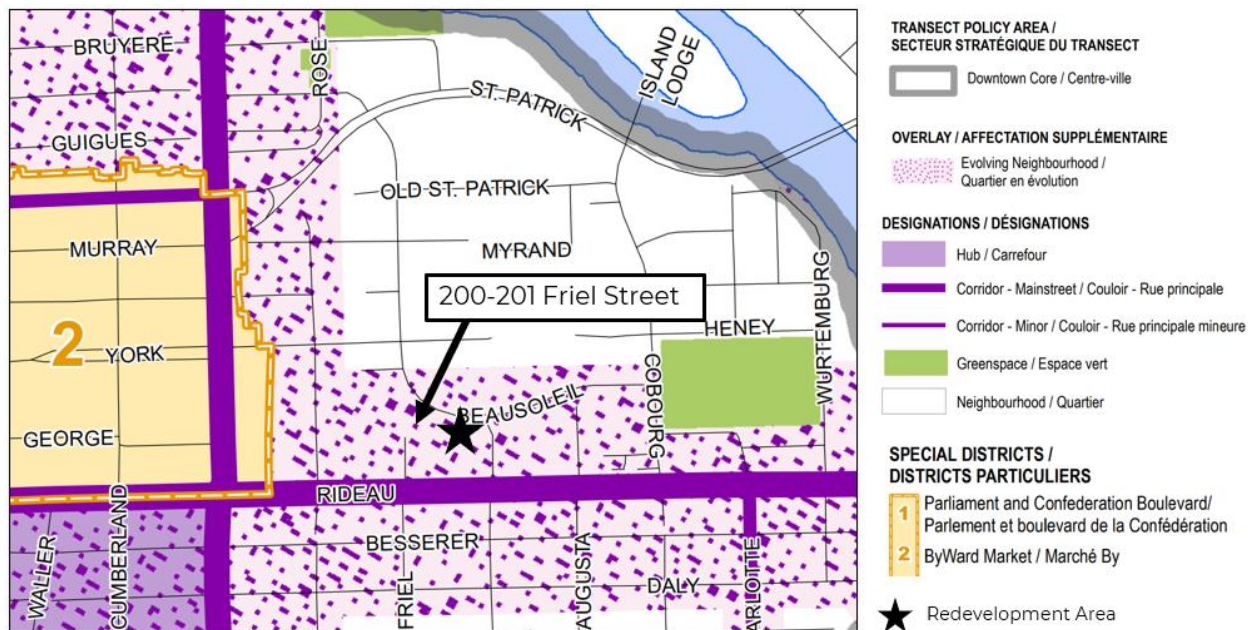 BRUYERE
ROSE
ISLAND
LODGE
ST. PATRICK
GUIGUES
OLD ST. PATRICK
MURRAY
MYRAND
200-201 Friel Street
2
YORK
HENEY
WURTEMBURG
COBOURG
BEAUSOLEIL
GEORGE
RIDEAU
WALLER
CUMBERLAND
BESSERER
FRIEL
AUGUSTA
DALY
ARLOTTE
TRANSECT POLICY AREA /
SECTEUR STRATÉGIQUE DU TRANSECT
Downtown Core / Centre-ville
OVERLAY / AFFECTATION SUPPLÉMENTAIRE
Evolving Neighbourhood /
Quartier en évolution
DESIGNATIONS / DÉSIGNATIONS
Hub / Carrefour
Corridor - Mainstreet / Couloir - Rue principale
Corridor - Minor / Couloir - Rue principale mineure
Greenspace / Espace vert
Neighbourhood / Quartier
SPECIAL DISTRICTS /
DISTRICTS PARTICULIERS
1 Parliament and Confederation Boulevard/
Parlement et boulevard de la Confédération
2 ByWard Market / Marché By
Redevelopment Area